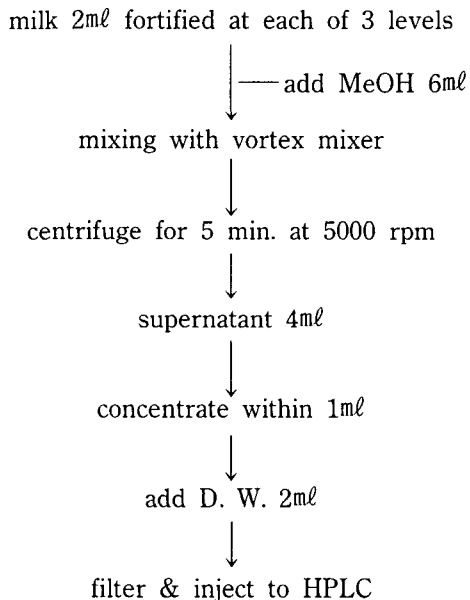 milk 2mℓ fortified at each of 3 levels
add MeOH 6mℓ
mixing with vortex mixer
centrifuge for 5 min. at 5000 rpm
supernatant 4mℓ
concentrate within 1mℓ
add D. W. 2mℓ
filter & inject to HPLC